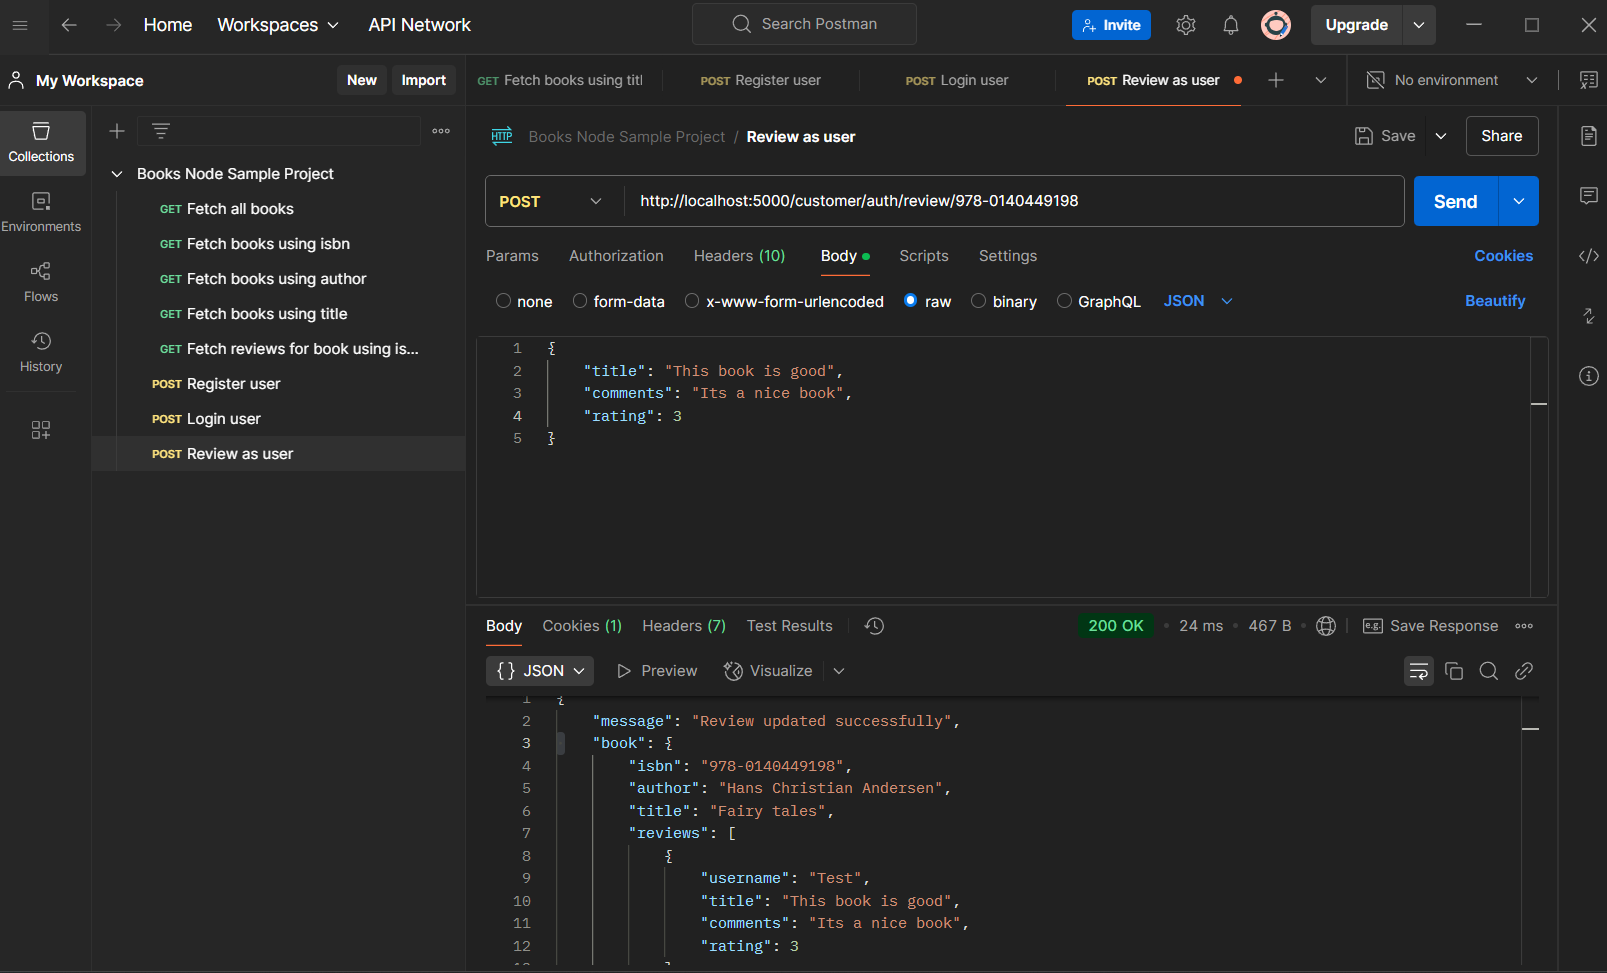 Home Workspaces API Network Search Postman Invite Upgrade
My Workspace New Import GET Fetch books using titl POST Register user POST Login user POST Review as user No environment
Collections
Environments
Flows
History
Books Node Sample Project
GET Fetch all books
GET Fetch books using isbn
GET Fetch books using author
GET Fetch books using title
GET Fetch reviews for book using is...
POST Register user
POST Login user
POST Review as user
HTTP Books Node Sample Project / Review as user Save Share
POST http://localhost:5000/customer/auth/review/978-0140449198 Send
Params Authorization Headers (10) Body Scripts Settings Cookies
none form-data x-www-form-urlencoded raw binary GraphQL JSON Beautify
1 {
2 "title": "This book is good",
3 "comments": "Its a nice book",
4 "rating": 3
5 }
Body Cookies (1) Headers (7) Test Results 200 OK • 24 ms • 467 B • e.g. Save Response
{} JSON Preview Visualize
1 {
2 "message": "Review updated successfully",
3 "book": {
4 "isbn": "978-0140449198",
5 "author": "Hans Christian Andersen",
6 "title": "Fairy tales",
7 "reviews": [
8 {
9 "username": "Test",
10 "title": "This book is good",
11 "comments": "Its a nice book",
12 "rating": 3